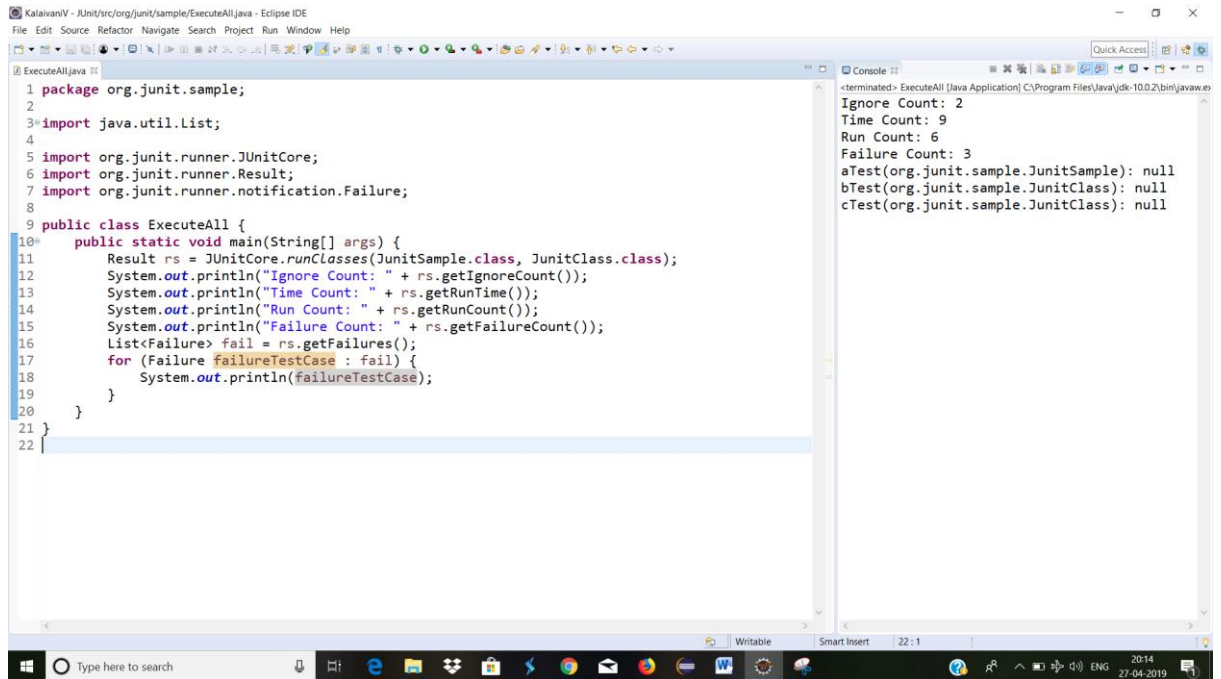 KalaivaniV - JUnit/src/org/junit/sample/ExecuteAll.java - Eclipse IDE
File Edit Source Refactor Navigate Search Project Run Window Help
Quick Access
ExecuteAll.java
1 package org.junit.sample;
2
3 import java.util.List;
4
5 import org.junit.runner.JUnitCore;
6 import org.junit.runner.Result;
7 import org.junit.runner.notification.Failure;
8
9 public class ExecuteAll {
10 public static void main(String[] args) {
11 Result rs = JUnitCore.runClasses(JunitSample.class, JunitClass.class);
12 System.out.println("Ignore Count: " + rs.getIgnoreCount());
13 System.out.println("Time Count: " + rs.getRunTime());
14 System.out.println("Run Count: " + rs.getRunCount());
15 System.out.println("Failure Count: " + rs.getFailureCount());
16 List<Failure> fail = rs.getFailures();
17 for (Failure failureTestCase : fail) {
18 System.out.println(failureTestCase);
19 }
20 }
21 }
22
Console
<terminated> ExecuteAll [Java Application] C:\Program Files\Java\jdk-10.0.2\bin\javaw.ex
Ignore Count: 2
Time Count: 9
Run Count: 6
Failure Count: 3
aTest(org.junit.sample.JunitSample): null
bTest(org.junit.sample.JunitClass): null
cTest(org.junit.sample.JunitClass): null
Writable
Smart Insert
22 : 1
Type here to search
ENG
20:14
27-04-2019